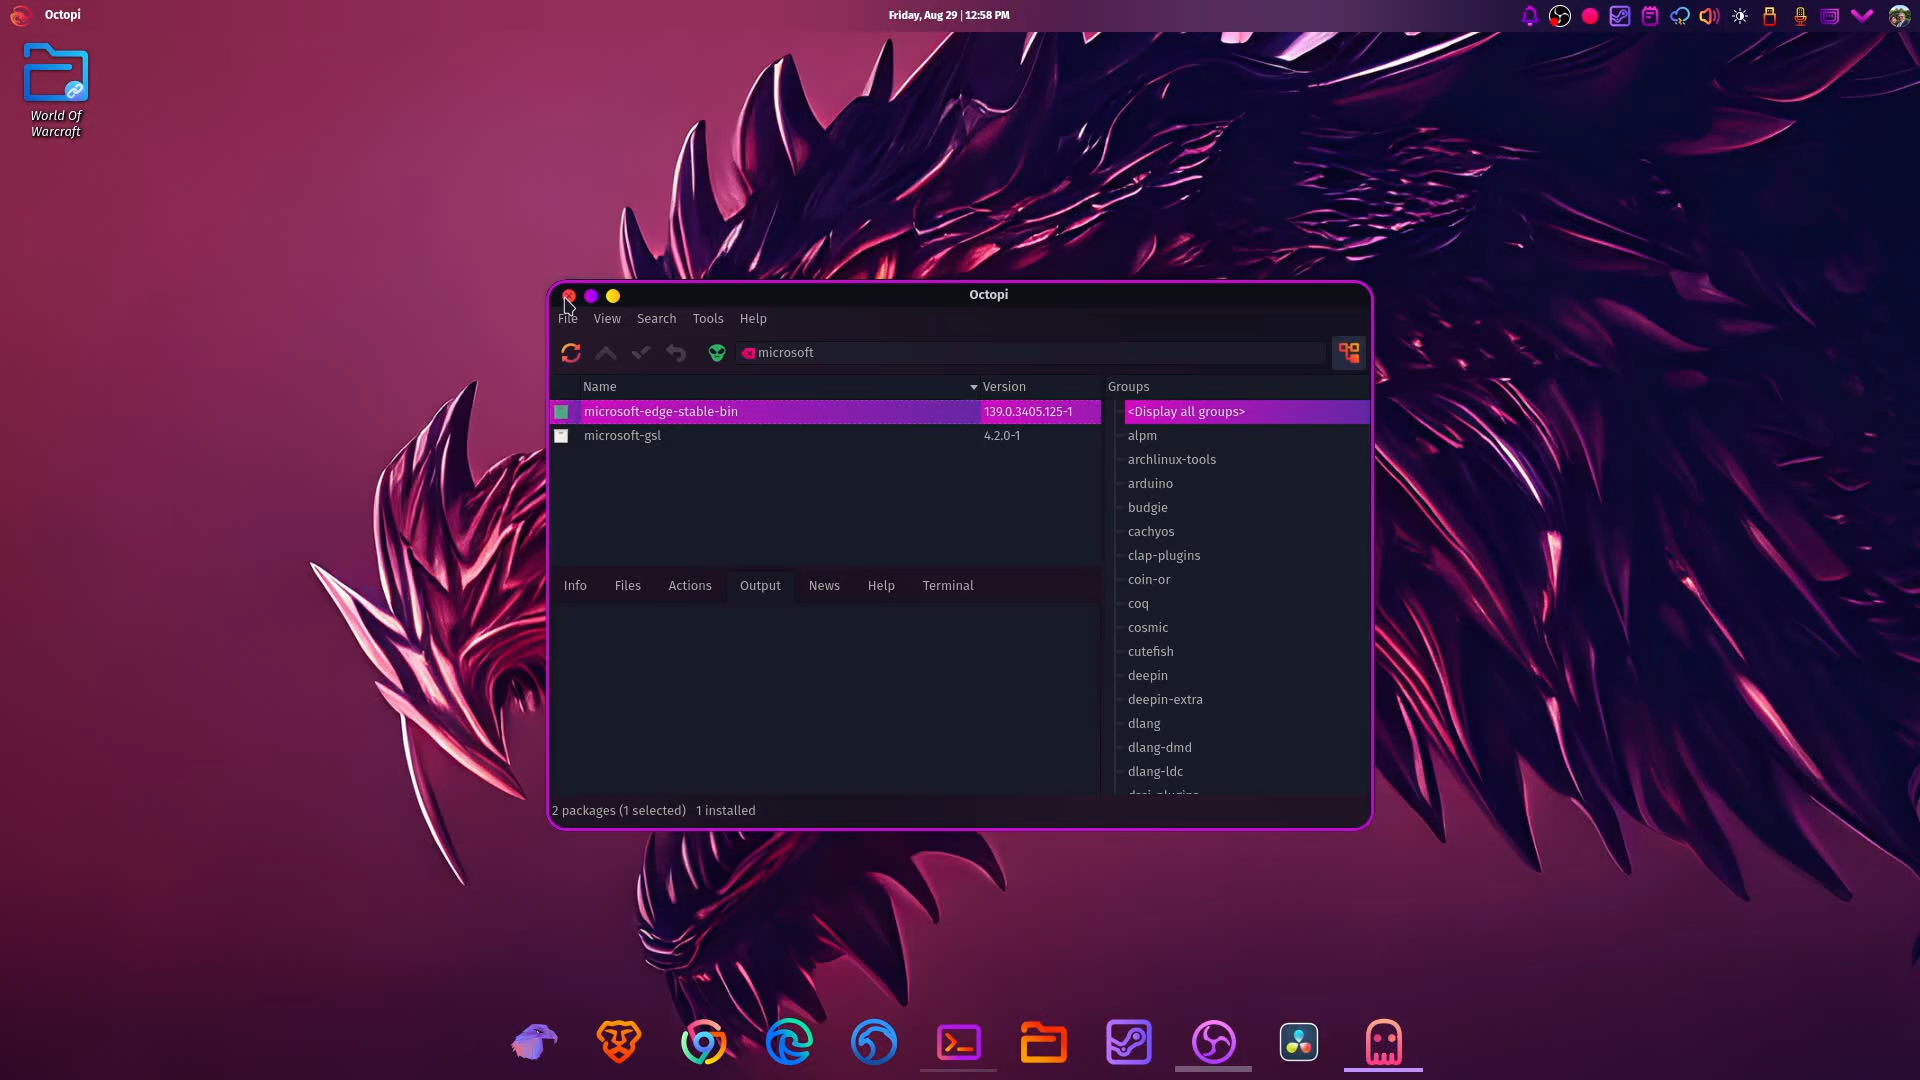 Octopi
Friday, Aug 29 | 12:58 PM
World Of
Warcraft
Octopi
File View Search Tools Help
microsoft
Name Version Groups
microsoft-edge-stable-bin 139.0.3405.125-1 <Display all groups>
microsoft-gsl 4.2.0-1 alpm
archlinux-tools
arduino
budgie
cachyos
clap-plugins
coin-or
Info Files Actions Output News Help Terminal
coq
cosmic
cutefish
deepin
deepin-extra
dlang
dlang-dmd
dlang-ldc
2 packages (1 selected) 1 installed